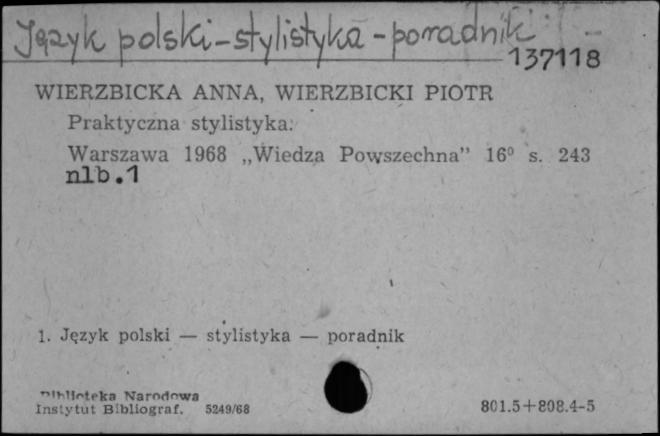 Język polski - stylistyka - poradnik
137118
WIERZBICKA ANNA, WIERZBICKI PIOTR
Praktyczna stylistyka.
Warszawa 1968 „Wiedza Powszechna” 16⁰ s. 243
nlb.1
1. Język polski — stylistyka — poradnik
Biblioteka Narodowa
Instytut Bibliograf. 5249/68
801.5+808.4-5